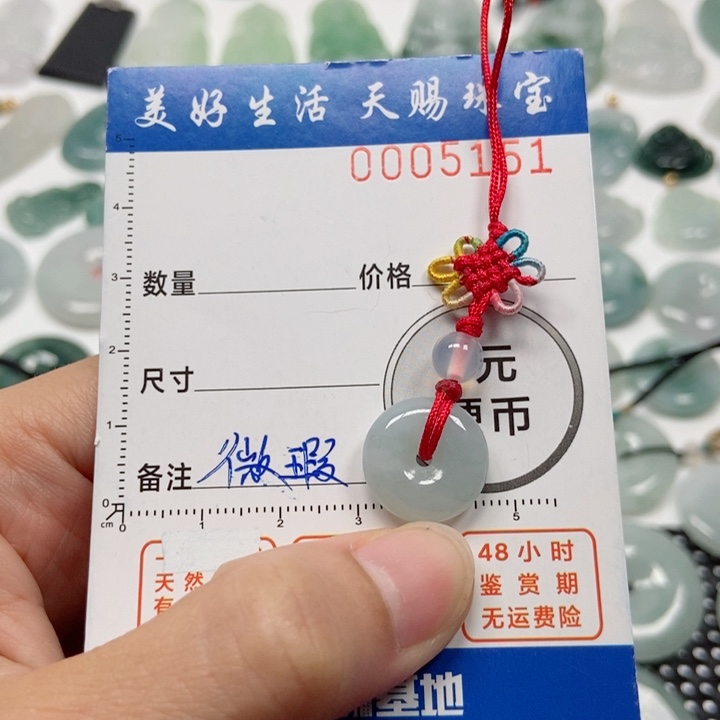 美好生活 天赐珠宝
0005151
5
4
数量 价格
3
2
尺寸
元
币
1
备注 微瑕
0
cm 0 1 2 3 5
天然
有
48小时
鉴赏期
无运费险
基地